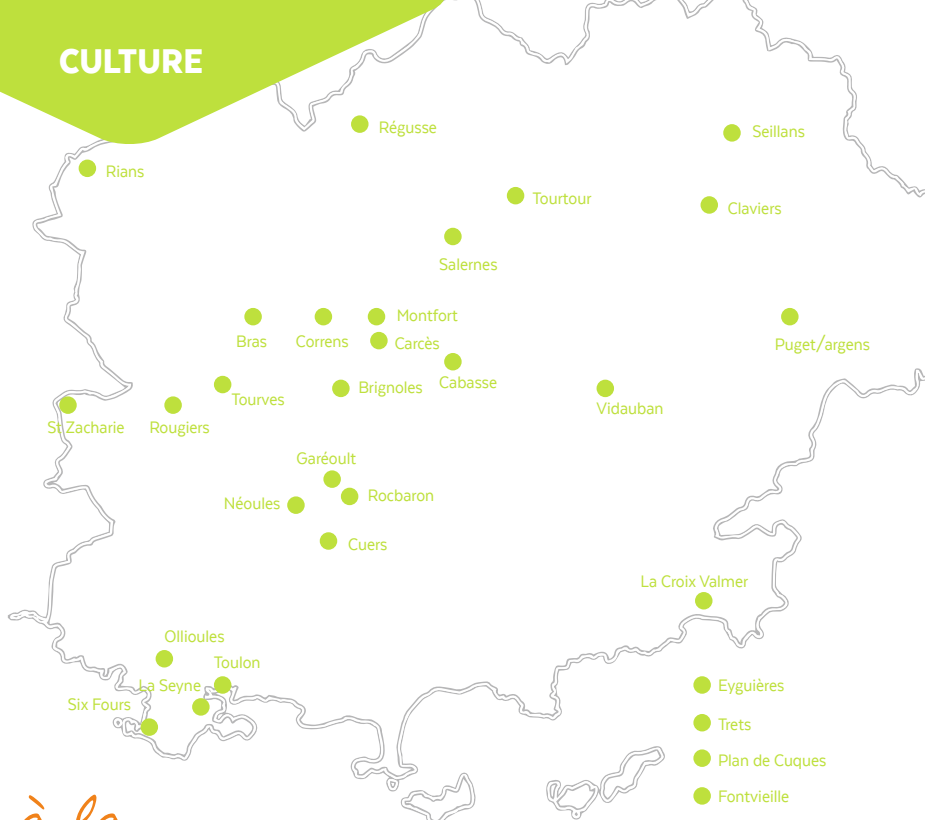 CULTURE
Régusse
Seillans
Rians
Tourtour
Claviers
Salernes
Montfort
Bras
Correns
Carcès
Puget/argens
Cabasse
Brignoles
Tourves
Vidauban
St Zacharie
Rougiers
Garéoult
Rocbaron
Néoules
Cuers
La Croix Valmer
Ollioules
Toulon
La Seyne
Six Fours
Eyguières
Trets
Plan de Cuques
Fontvieille